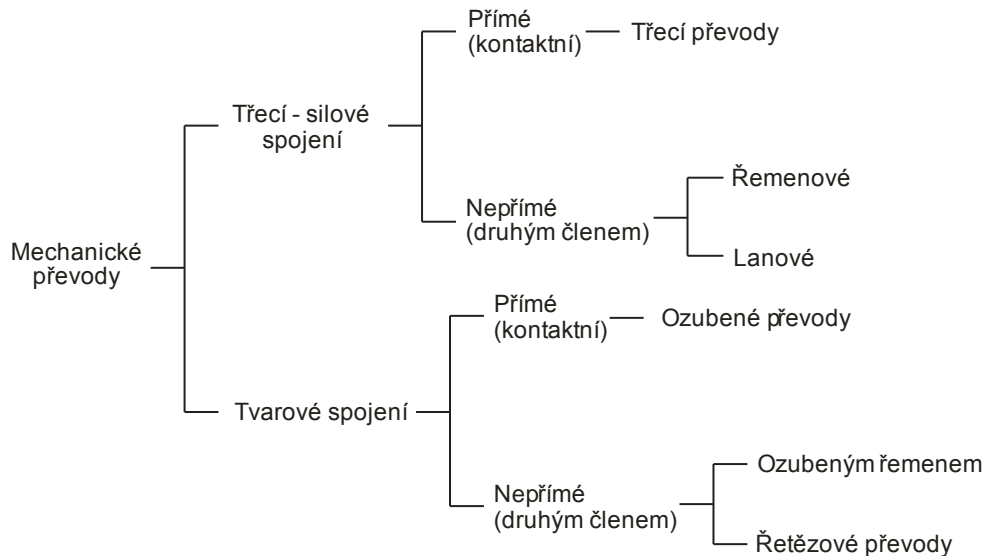 Přímé
(kontaktní)
Třecí převody
Třecí - silové
spojení
Řemenové
Nepřímé
(druhým členem)
Lanové
Mechanické
převody
Přímé
(kontaktní)
Ozubené převody
Tvarové spojení
Ozubeným řemenem
Nepřímé
(druhým členem)
Řetězové převody